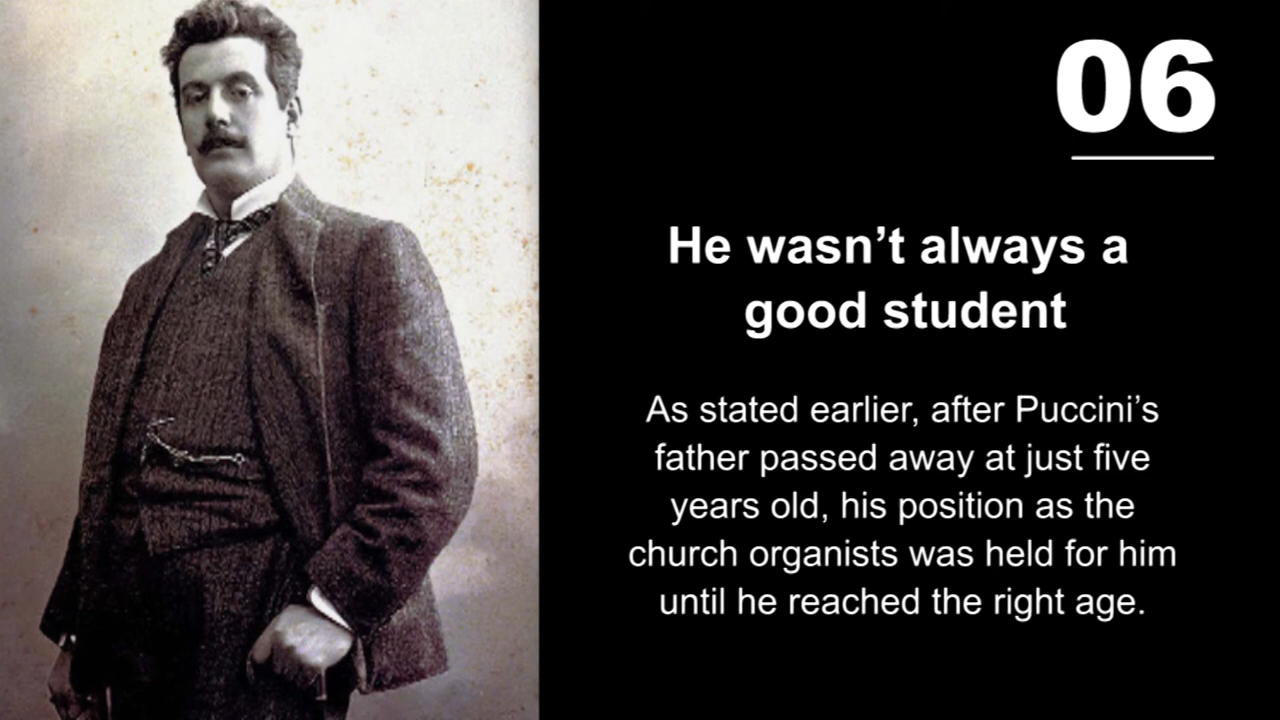 06
He wasn’t always a
good student
As stated earlier, after Puccini’s
father passed away at just five
years old, his position as the
church organists was held for him
until he reached the right age.